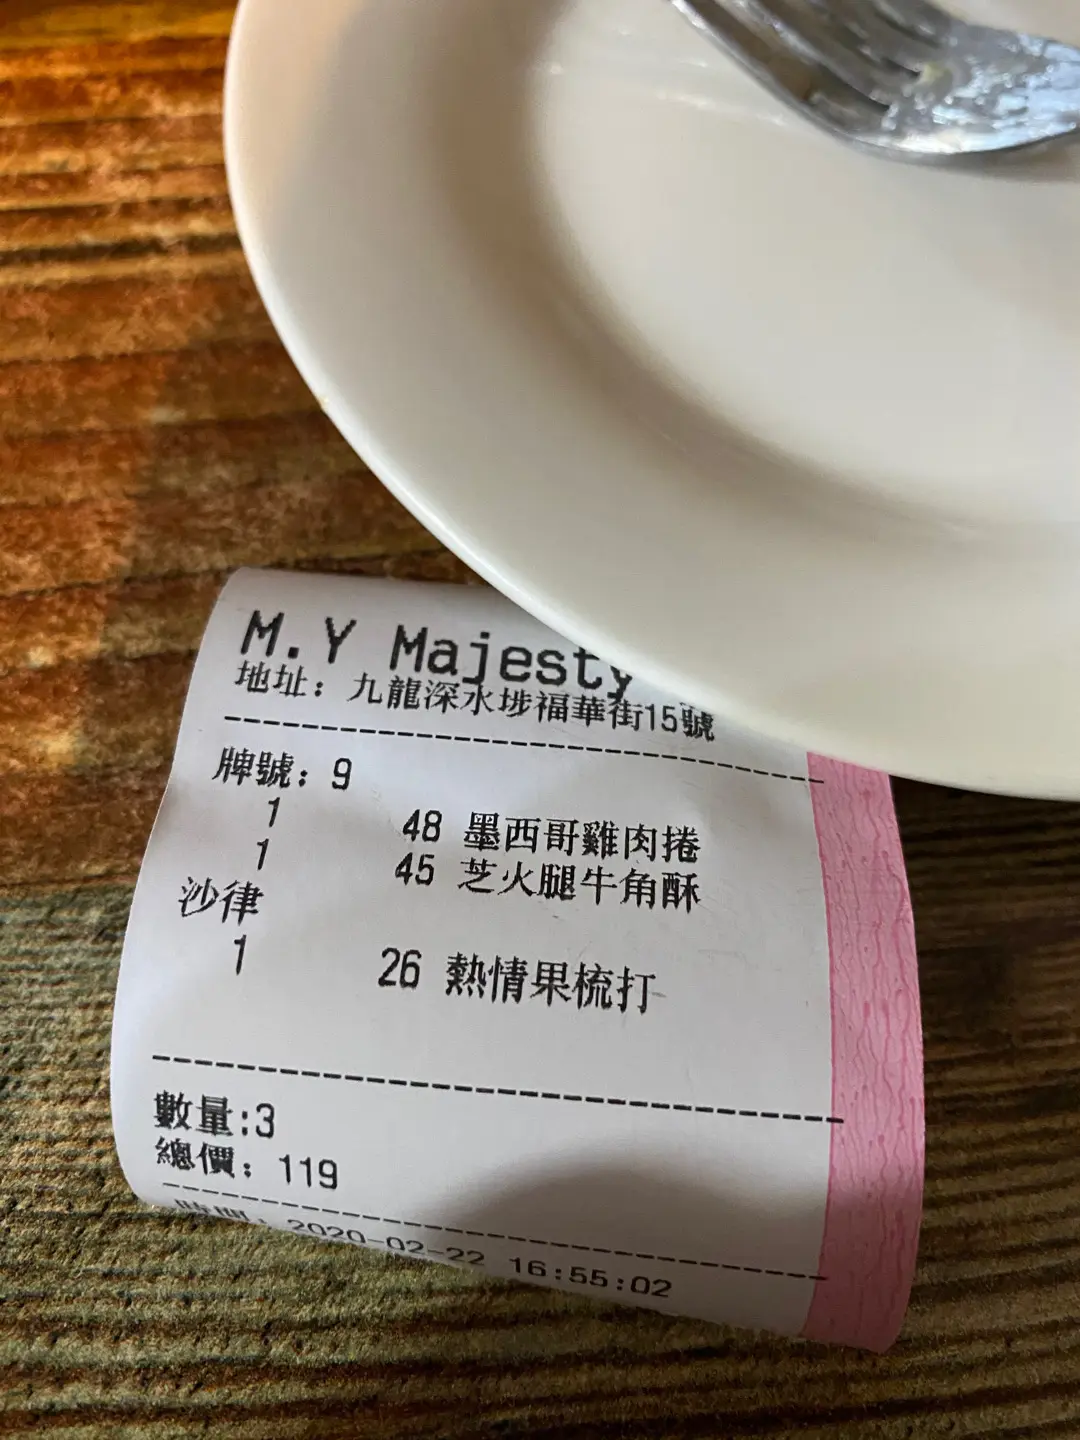 M.Y Majesty
地址：九龍深水埗福華街15號
牌號：9
1 48 墨西哥雞肉捲
1 45 芝火腿牛角酥
沙律
1 26 熱情果梳打
數量:3
總價：119
時間：2020-02-22 16:55:02